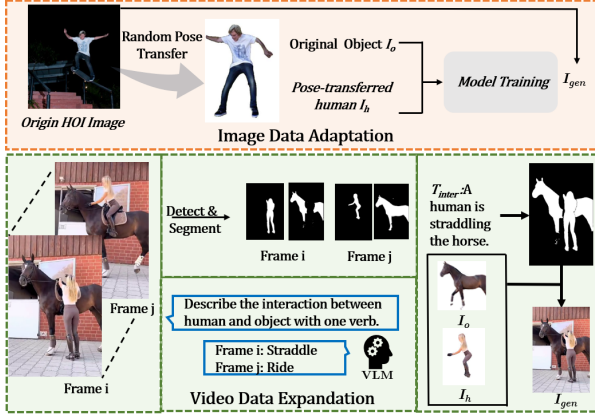 Random Pose
Transfer
Original Object I_o
Pose-transferred
human I_h
Model Training
I_gen
Origin HOI Image
Image Data Adaptation
Detect &
Segment
Frame i
Frame j
Frame j
Frame i
Describe the interaction between
human and object with one verb.
Frame i: Straddle
Frame j: Ride
VLM
Video Data Expandation
T_inter:A
human is
straddling
the horse.
I_o
I_h
I_gen